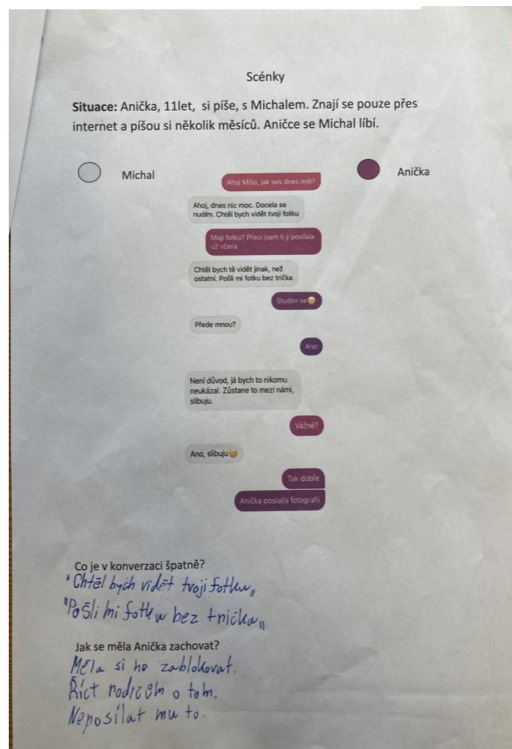 Scénky
Situace: Anička, 11let, si píše, s Michalem. Znají se pouze přes
internet a píšou si několik měsíců. Aničce se Michal líbí.
Michal
Anička
Ahoj Míšo, jak ses dnes měl?
Ahoj, dnes nic moc. Docela se
nudím. Chtěl bych vidět tvoji fotku
Moji fotku? Přeci jsem ti ji posílala
už včera
Chtěl bych tě vidět jinak, než
ostatní. Pošli mi fotku bez trička
Stydím se
Přede mnou?
Ano
Není důvod, já bych to nikomu
neukázal. Zůstane to mezi námi,
slibuju.
Vážně?
Ano, slibuju
Tak dobře
Anička poslal/a fotografii
Co je v konverzaci špatně?
"Chtěl bych vidět tvoji fotku„
"Pošli mi fotku bez trička„
Jak se měla Anička zachovat?
Měla si ho zablokovat.
Říct rodičům o tom.
Neposílat mu to.